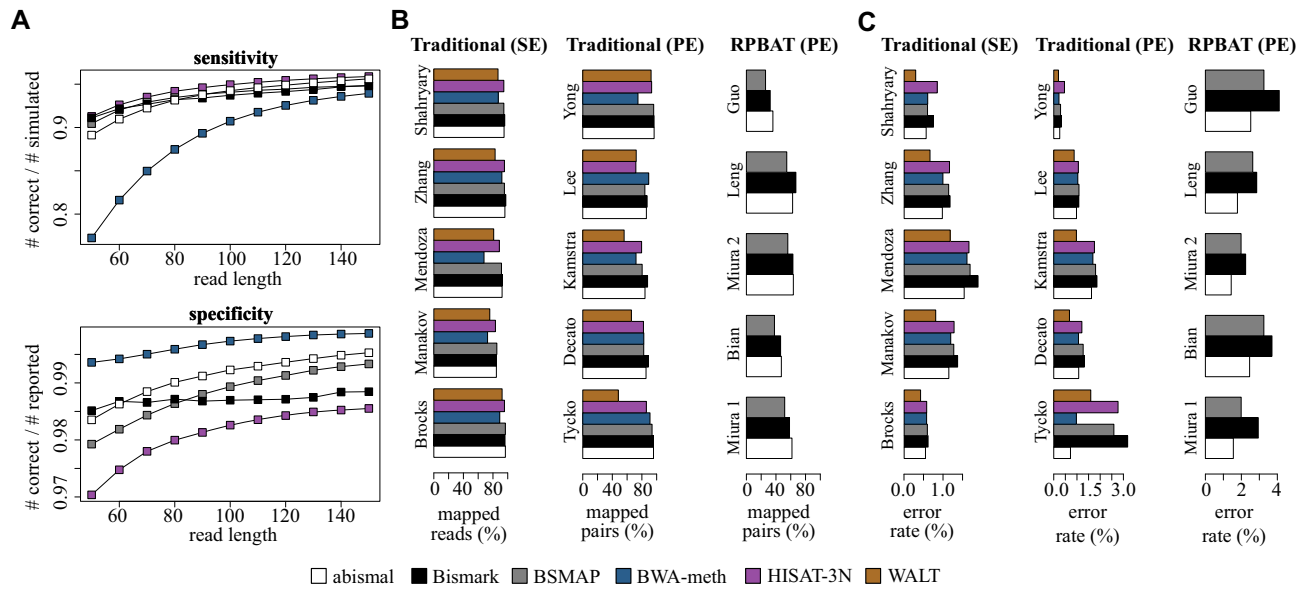 A
sensitivity
# correct / # simulated
0.9
0.8
60 80 100 120 140
read length
specificity
# correct / # reported
0.99
0.98
0.97
60 80 100 120 140
read length
B
Traditional (SE)
Shahryary
Zhang
Mendoza
Manakov
Brocks
0 40 80
mapped
reads (%)
Traditional (PE)
Yong
Lee
Kamstra
Decato
Tycko
0 40 80
mapped
pairs (%)
RPBAT (PE)
Guo
Leng
Miura 2
Bian
Miura 1
0 40 80
mapped
pairs (%)
C
Traditional (SE)
Shahryary
Zhang
Mendoza
Manakov
Brocks
0.0 1.0
error
rate (%)
Traditional (PE)
Yong
Lee
Kamstra
Decato
Tycko
0.0 1.5 3.0
error
rate (%)
RPBAT (PE)
Guo
Leng
Miura 2
Bian
Miura 1
0 2 4
error
rate (%)
abismal Bismark BSMAP BWA-meth HISAT-3N WALT